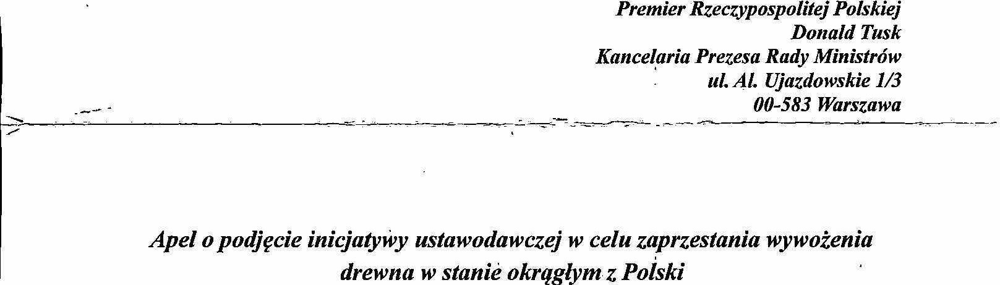 Premier Rzeczypospolitej Polskiej
Donald Tusk
Kancelaria Prezesa Rady Ministrów
ul. Al. Ujazdowskie 1/3
00-583 Warszawa
Apel o podjęcie inicjatywy ustawodawczej w celu zaprzestania wywożenia
drewna w stanie okrągłym z Polski